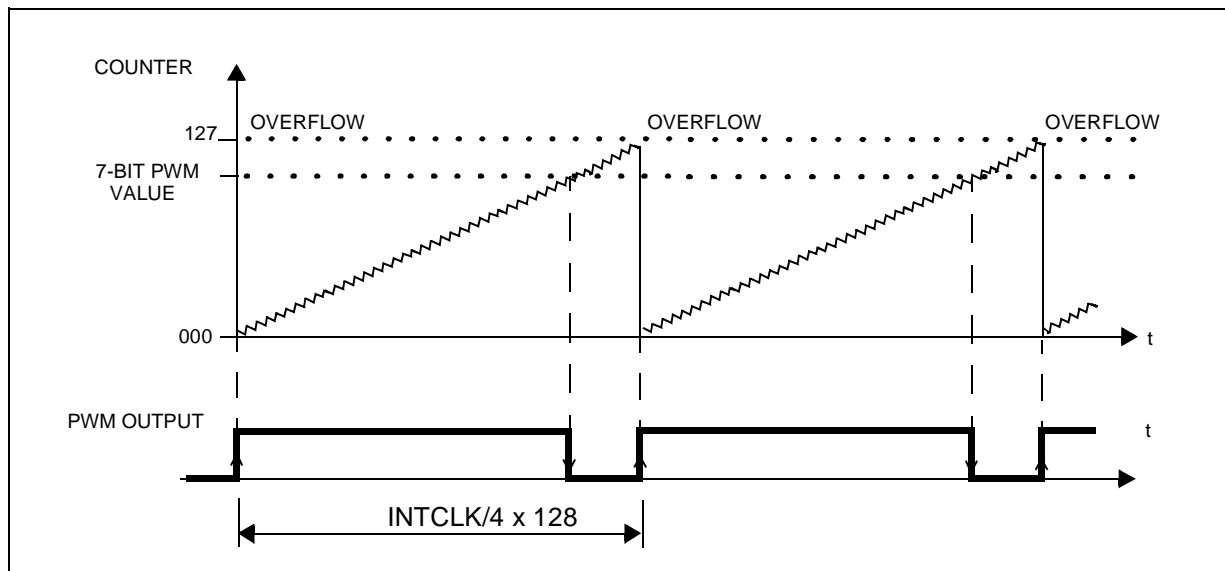 COUNTER
OVERFLOW OVERFLOW OVERFLOW
127
7-BIT PWM
VALUE
000
t
PWM OUTPUT
t
INTCLK/4 x 128